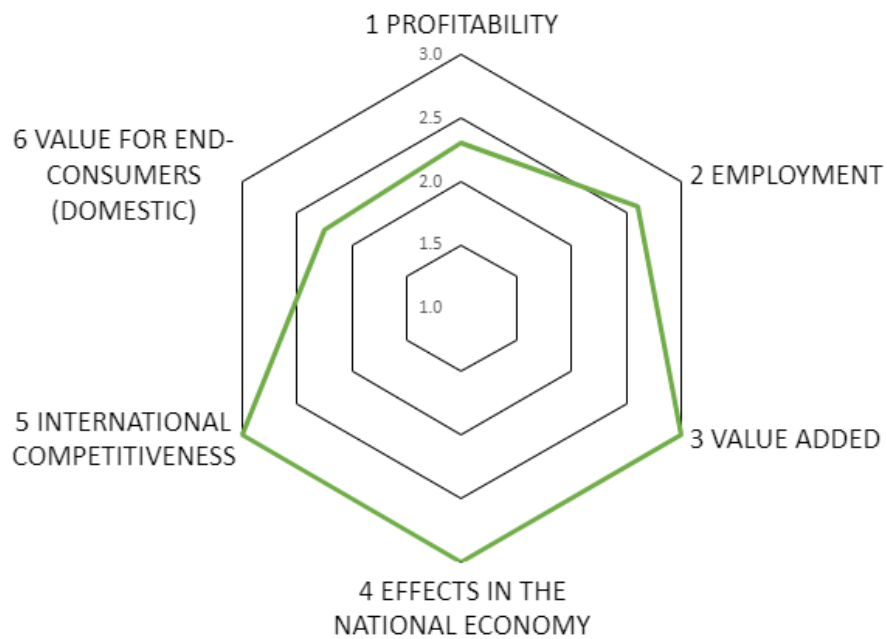 1 PROFITABILITY
3.0
2.5
2.0
1.5
1.0
2 EMPLOYMENT
3 VALUE ADDED
4 EFFECTS IN THE
NATIONAL ECONOMY
5 INTERNATIONAL
COMPETITIVENESS
6 VALUE FOR END-
CONSUMERS
(DOMESTIC)